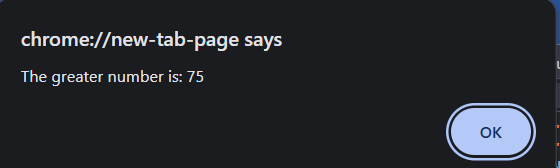 chrome://new-tab-page says
The greater number is: 75
OK